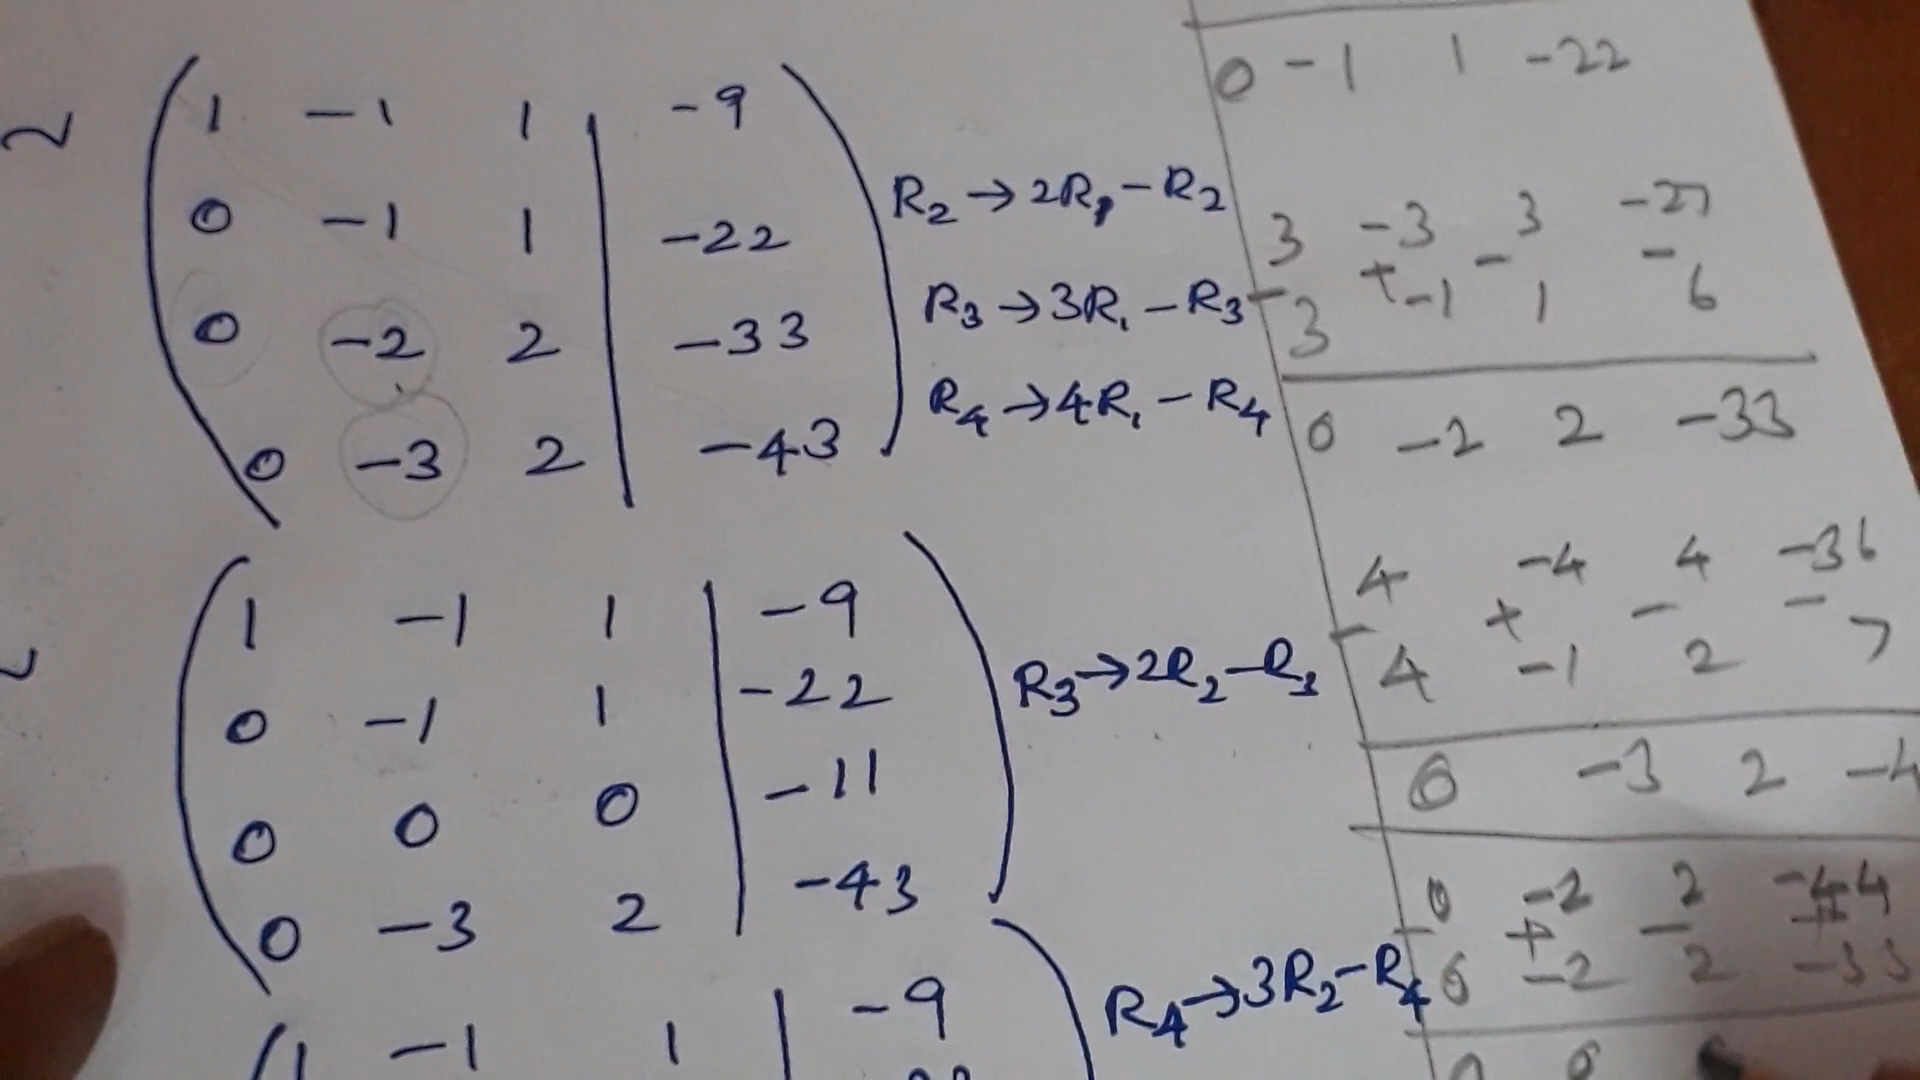 ~ ( 1 -1 1 | -9 )
0 -1 1 | -22 R2 → 2R1 - R2
0 -2 2 | -33 R3 → 3R1 - R3
0 -3 2 | -43 R4 → 4R1 - R4
( 1 -1 1 | -9 )
0 -1 1 | -22 R3 → 2R2 - R3
0 0 0 | -11
0 -3 2 | -43
( 1 -1 1 | -9 ) R4 → 3R2 - R4
0 -1 1 -22
3 -3 3 -27
- + - -
3 -1 1 6
0 -2 2 -33
4 -4 4 -36
- + - -
4 -1 2 7
0 -3 2 -4
0 -2 2 -44
- + - +
0 -2 2 -33
0 0